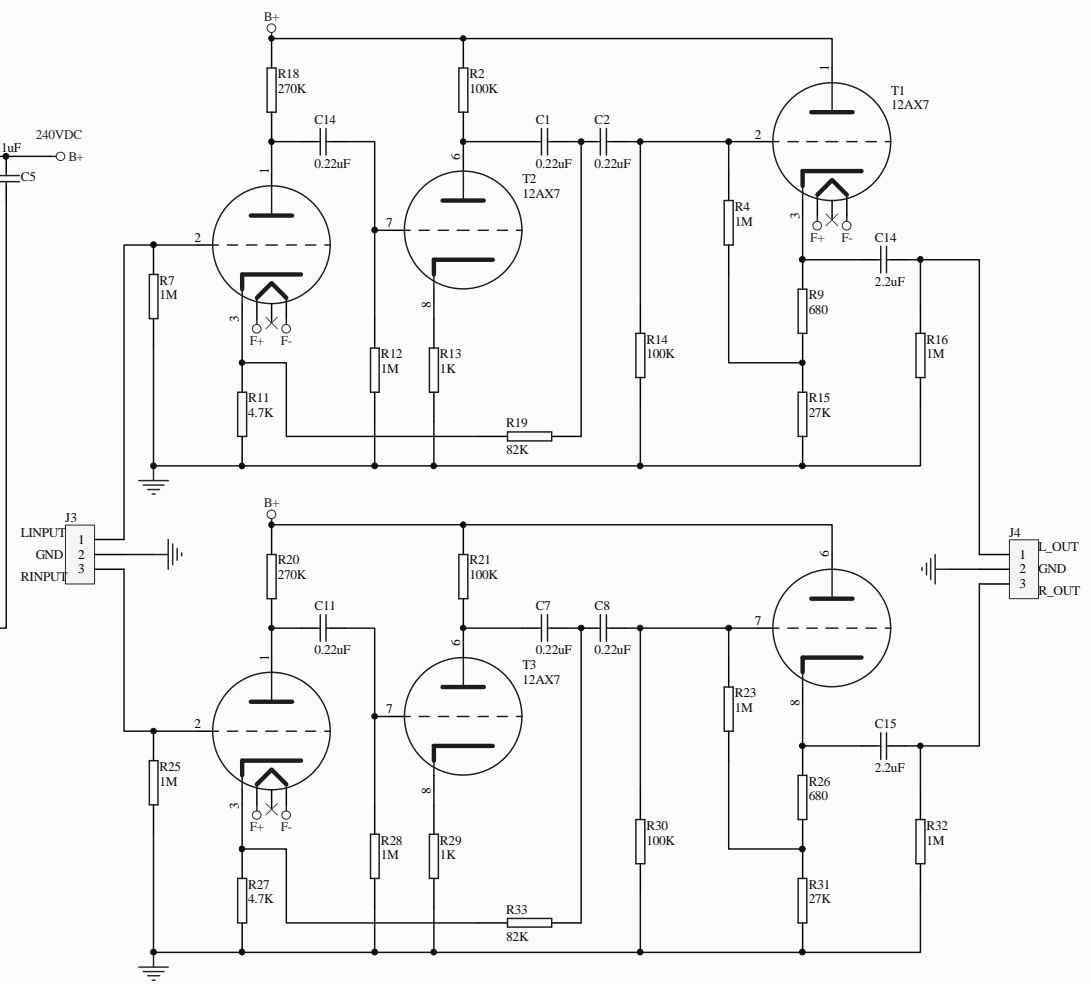 B+
R18
270K
R2
100K
1
T1
12AX7
240VDC
1uF
B+
C5
C14
0.22uF
C1
0.22uF
C2
0.22uF
2
1
6
T2
12AX7
R4
1M
3
F+
F-
7
2
C14
2.2uF
R7
1M
8
R9
680
3
F+
F-
R12
1M
R13
1K
R14
100K
R16
1M
R11
4.7K
R15
27K
R19
82K
B+
J3
LINPUT
1
GND
2
RINPUT
3
J4
1
L_OUT
2
GND
3
R_OUT
R20
270K
R21
100K
6
C11
0.22uF
C7
0.22uF
C8
0.22uF
7
1
6
T3
12AX7
R23
1M
8
7
2
C15
2.2uF
R25
1M
8
R26
680
3
F+
F-
R28
1M
R29
1K
R30
100K
R32
1M
R27
4.7K
R31
27K
R33
82K